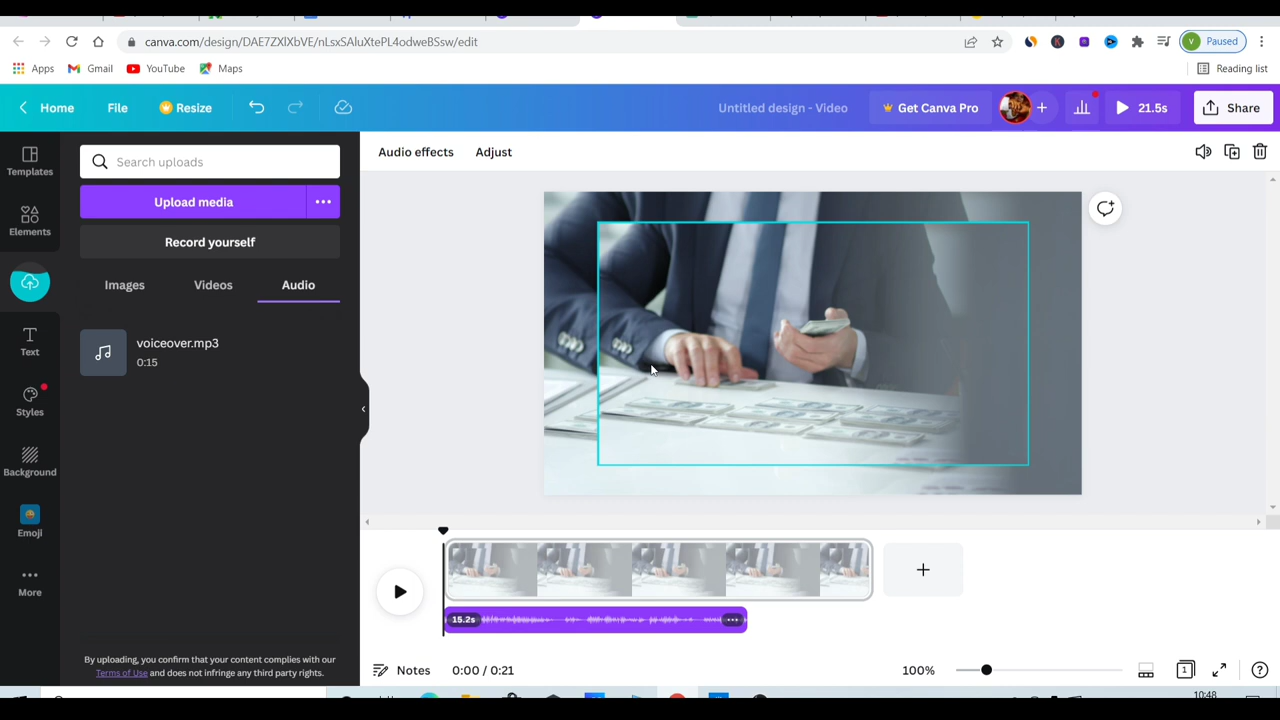 canva.com/design/DAE7ZXlXbVE/nLsxSAluXtePL4odweBSsw/edit
V Paused
Apps Gmail YouTube Maps
Reading list
Home File Resize
Untitled design - Video
Get Canva Pro
21.5s
Share
Templates
Search uploads
Audio effects Adjust
Upload media
Elements
Record yourself
Images Videos Audio
Text
voiceover.mp3
0:15
Styles
Background
Emoji
More
15.2s
By uploading, you confirm that your content complies with our
Terms of Use and does not infringe any third party rights.
Notes 0:00 / 0:21
100%
1
10:48